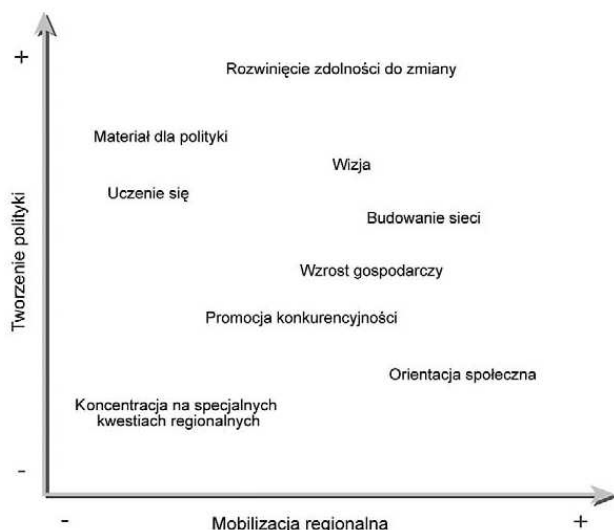 +
Rozwinięcie zdolności do zmiany
Materiał dla polityki
Wizja
Uczenie się
Budowanie sieci
Tworzenie polityki
Wzrost gospodarczy
Promocja konkurencyjności
Orientacja społeczna
Koncentracja na specjalnych
kwestiach regionalnych
-
-
Mobilizacja regionalna
+